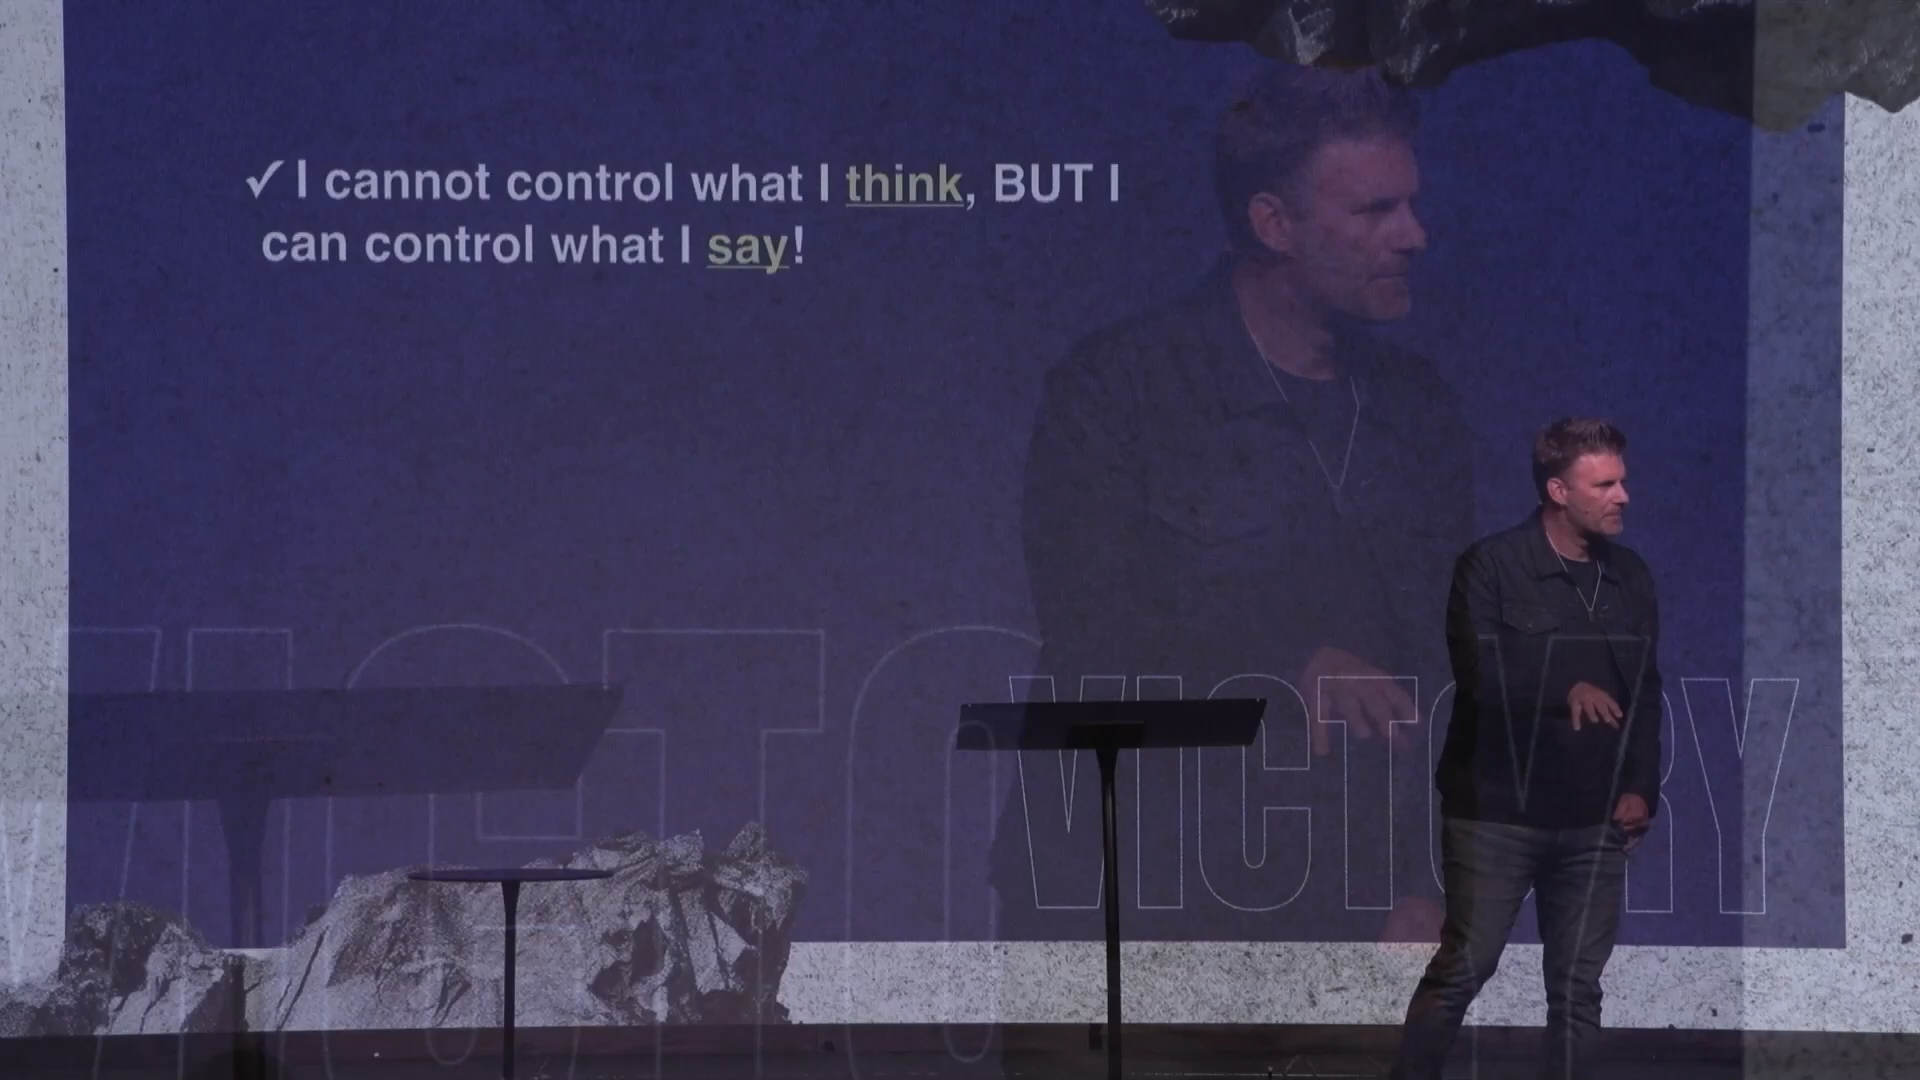 ✓ I cannot control what I think, BUT I
can control what I say!
VICTORY